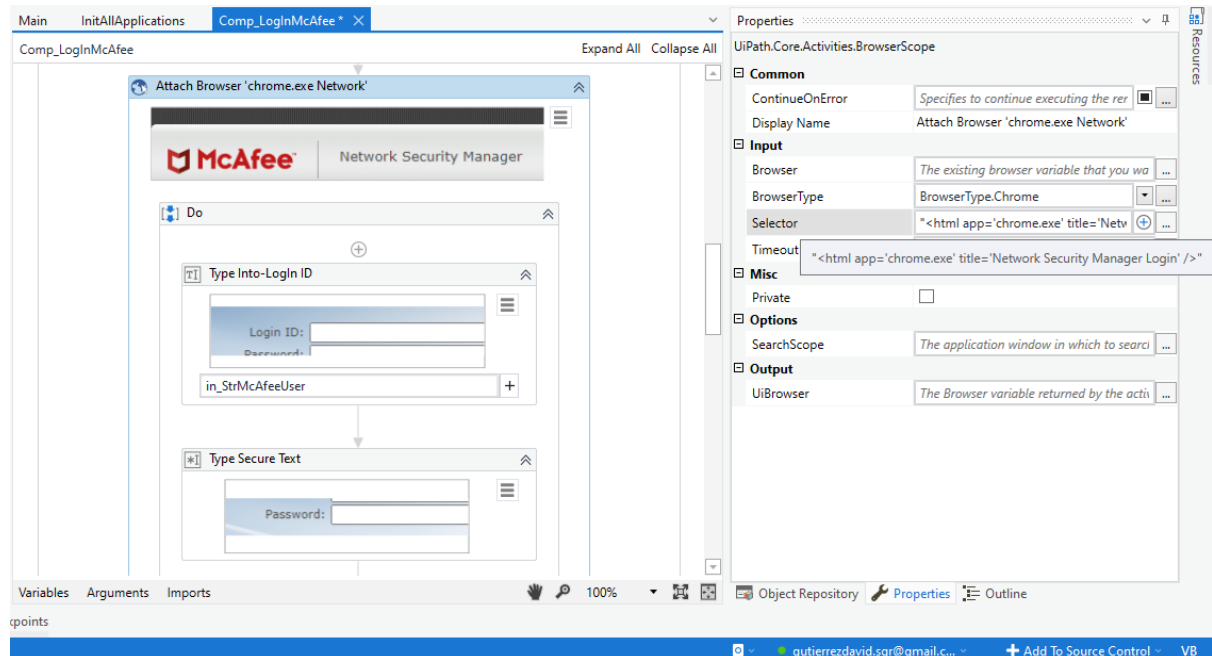 Main InitAllApplications Comp_LogInMcAfee * ×
Comp_LogInMcAfee Expand All Collapse All
Attach Browser 'chrome.exe Network'
McAfee Network Security Manager
Do
Type Into-LogIn ID
Login ID:
Password:
in_StrMcAfeeUser
Type Secure Text
Password:
Variables Arguments Imports 100%
Properties
UiPath.Core.Activities.BrowserScope
Common
ContinueOnError Specifies to continue executing the rer ...
Display Name Attach Browser 'chrome.exe Network'
Input
Browser The existing browser variable that you wa ...
BrowserType BrowserType.Chrome ...
Selector "<html app='chrome.exe' title='Netw ...
Timeout
"<html app='chrome.exe' title='Network Security Manager Login' />"
Misc
Private
Options
SearchScope The application window in which to searcl ...
Output
UiBrowser The Browser variable returned by the activ ...
Object Repository Properties Outline
Resources
kpoints
gutierrezdavid.sgr@gmail.c... Add To Source Control VB